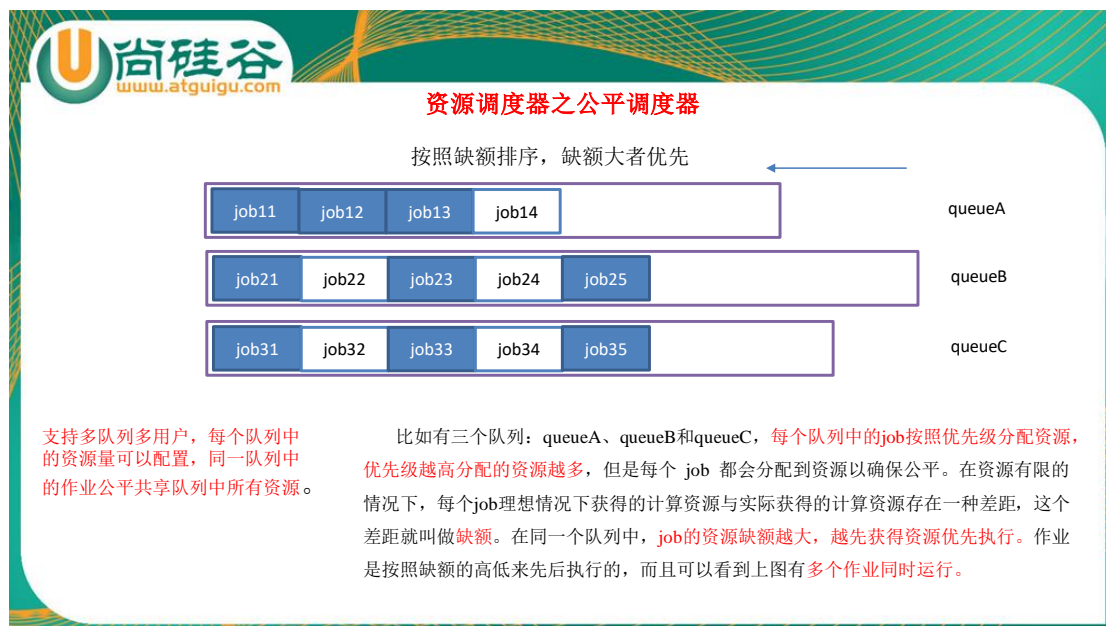 尚硅谷
www.atguigu.com
资源调度器之公平调度器
按照缺额排序，缺额大者优先
job11 job12 job13 job14 queueA
job21 job22 job23 job24 job25 queueB
job31 job32 job33 job34 job35 queueC
支持多队列多用户，每个队列中
的资源量可以配置，同一队列中
的作业公平共享队列中所有资源。
比如有三个队列：queueA、queueB和queueC，每个队列中的job按照优先级分配资源，
优先级越高分配的资源越多，但是每个 job 都会分配到资源以确保公平。在资源有限的
情况下，每个job理想情况下获得的计算资源与实际获得的计算资源存在一种差距，这个
差距就叫做缺额。在同一个队列中，job的资源缺额越大，越先获得资源优先执行。作业
是按照缺额的高低来先后执行的，而且可以看到上图有多个作业同时运行。